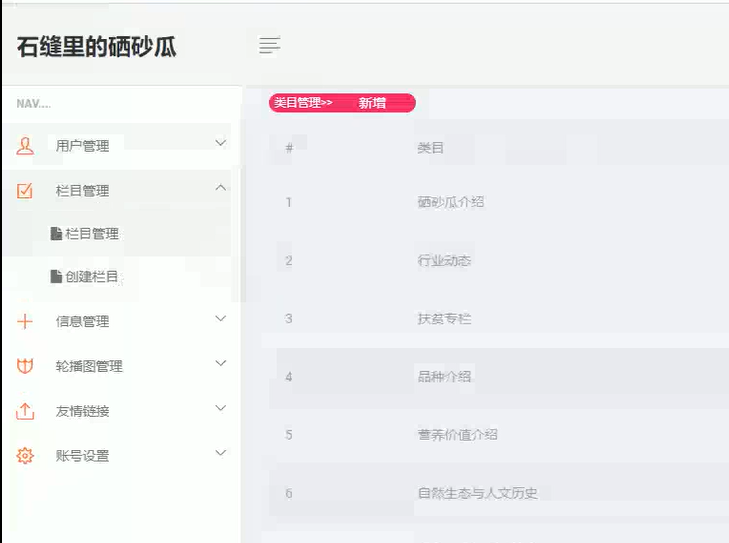 石缝里的硒砂瓜
NAV....
类目管理>> 新增
用户管理
# 类目
栏目管理
1 硒砂瓜介绍
栏目管理
2 行业动态
创建栏目
3 扶贫专栏
信息管理
轮播图管理
4 品种介绍
友情链接
5 营养价值介绍
账号设置
6 自然生态与人文历史